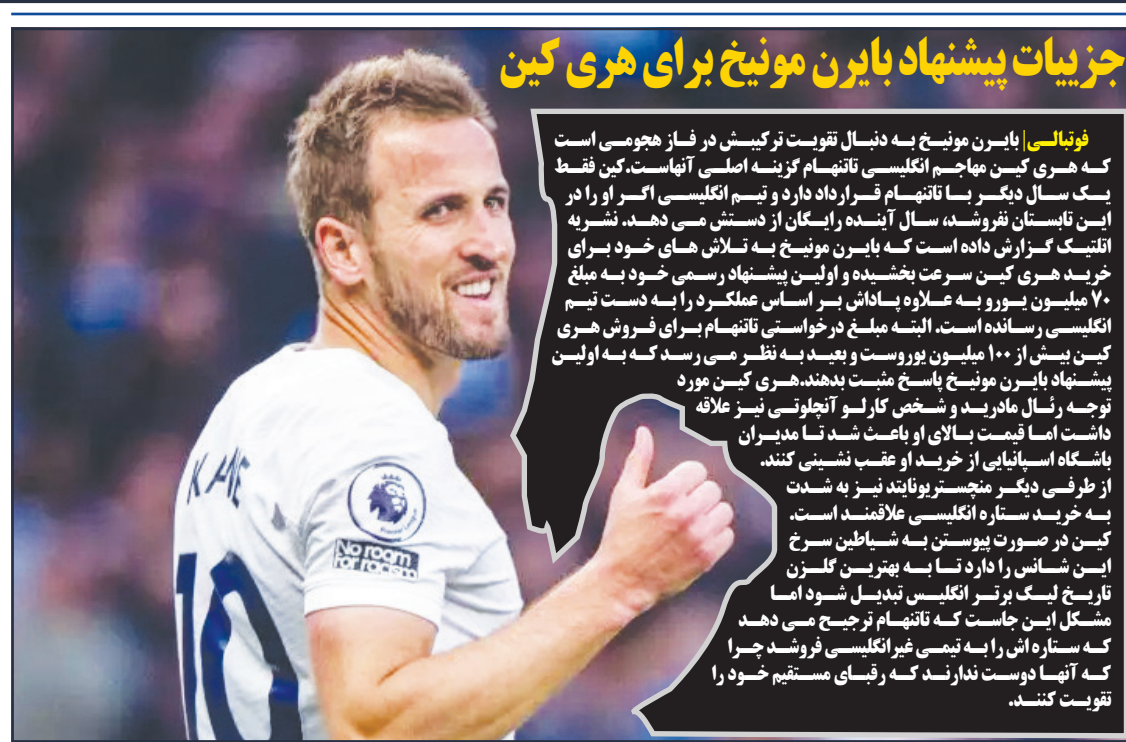 جزییات پیشنهاد بایرن مونیخ برای هری کین
فوتبالی| بایرن مونیخ به دنبال تقویت ترکیبش در فاز هجومی است
که هری کین مهاجم انگلیسی تاتنهام گزینه اصلی آنهاست.کین فقط
یک سال دیگر با تاتنهام قرارداد دارد و تیم انگلیسی اگر او را در
این تابستان نفروشد، سال آینده رایگان از دستش می دهد. نشریه
اتلتیک گزارش داده است که بایرن مونیخ به تلاش های خود برای
خرید هری کین سرعت بخشیده و اولین پیشنهاد رسمی خود به مبلغ
۷۰ میلیون یورو به علاوه پاداش بر اساس عملکرد را به دست تیم
انگلیسی رسانده است. البته مبلغ درخواستی تاتنهام برای فروش هری
کین بیش از ۱۰۰ میلیون یوروست و بعید به نظر می رسد که به اولین
پیشنهاد بایرن مونیخ پاسخ مثبت بدهند.هری کین مورد
توجه رئال مادرید و شخص کارلو آنچلوتی نیز علاقه
داشت اما قیمت بالای او باعث شد تا مدیران
باشگاه اسپانیایی از خرید او عقب نشینی کنند.
از طرفی دیگر منچستریونایتد نیز به شدت
به خرید ستاره انگلیسی علاقمند است.
کین در صورت پیوستن به شیاطین سرخ
این شانس را دارد تا به بهترین گلزن
تاریخ لیگ برتر انگلیس تبدیل شود اما
مشکل این جاست که تاتنهام ترجیح می دهد
که ستاره اش را به تیمی غیرانگلیسی فروشد چرا
که آنها دوست ندارند که رقبای مستقیم خود را
تقویت کنند.
KANE
10
Premier League
No room
for racism